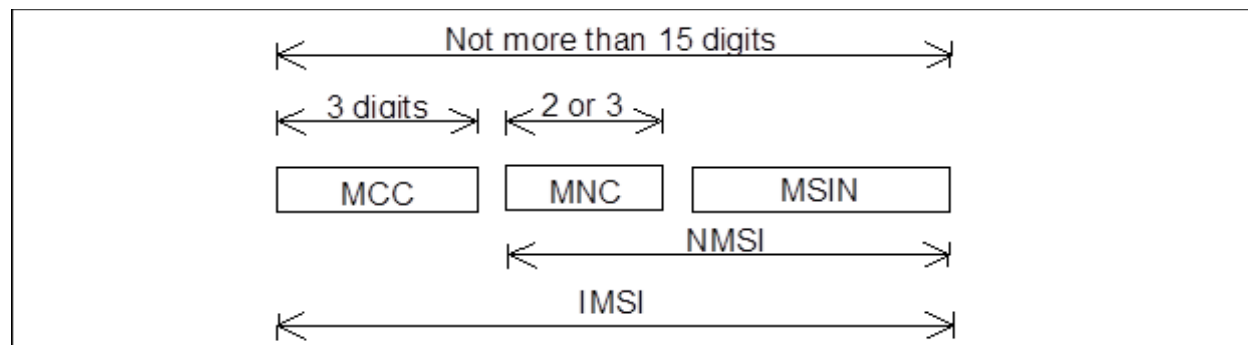 Not more than 15 digits
3 digits 2 or 3
MCC MNC MSIN
NMSI
IMSI